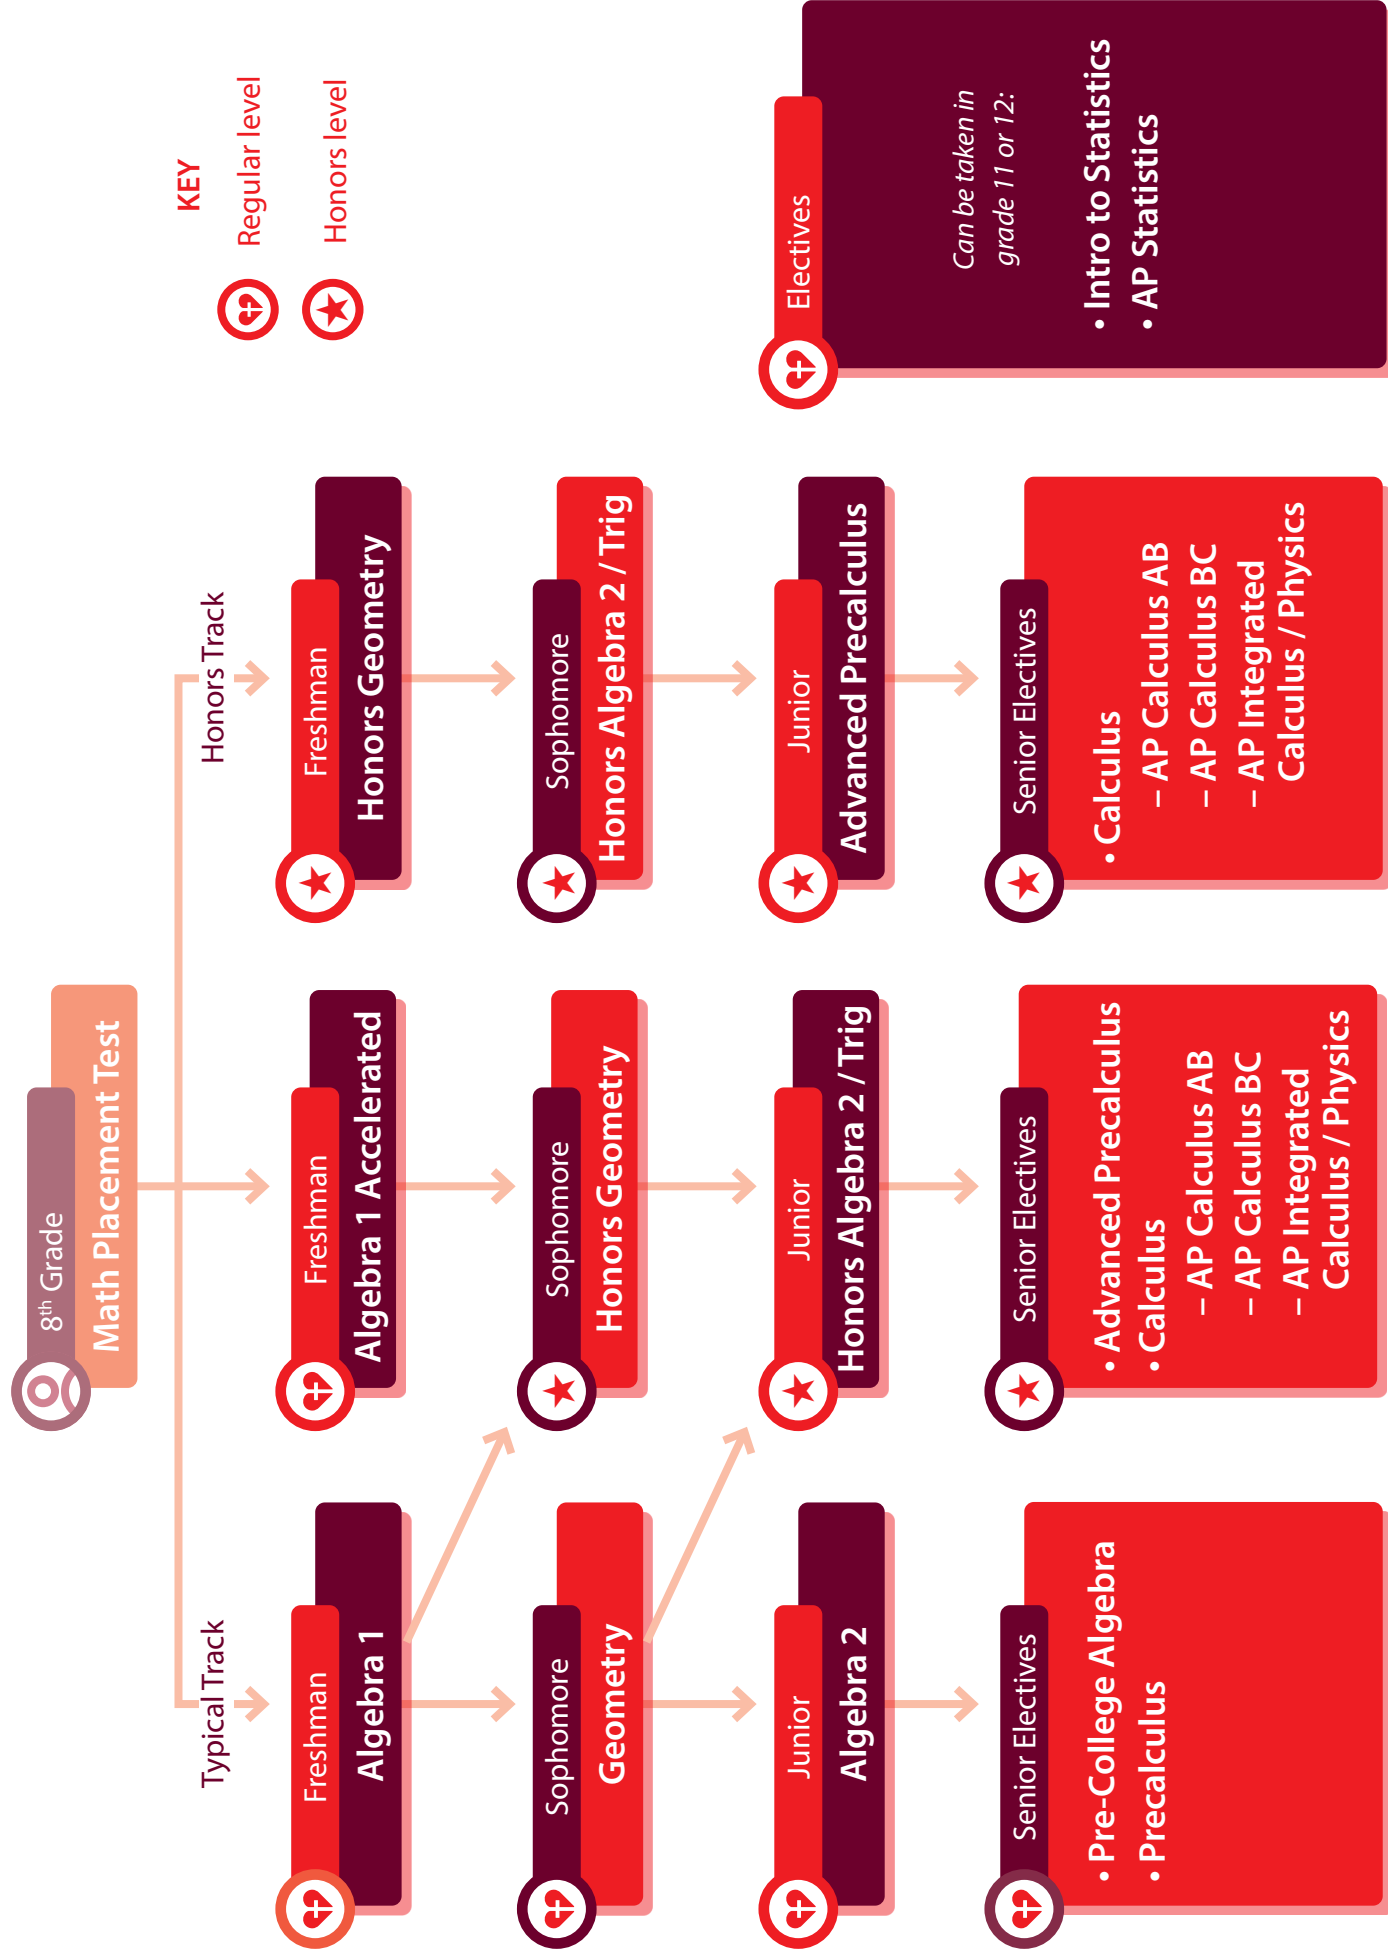 8th Grade
Math Placement Test
KEY
Regular level
Honors level
Typical Track
Freshman
Algebra 1
Sophomore
Geometry
Junior
Algebra 2
Senior Electives
• Pre-College Algebra
• Precalculus
Freshman
Algebra 1 Accelerated
Sophomore
Honors Geometry
Junior
Honors Algebra 2 / Trig
Senior Electives
• Advanced Precalculus
• Calculus
– AP Calculus AB
– AP Calculus BC
– AP Integrated
Calculus / Physics
Honors Track
Freshman
Honors Geometry
Sophomore
Honors Algebra 2 / Trig
Junior
Advanced Precalculus
Senior Electives
• Calculus
– AP Calculus AB
– AP Calculus BC
– AP Integrated
Calculus / Physics
Electives
Can be taken in
grade 11 or 12:
• Intro to Statistics
• AP Statistics